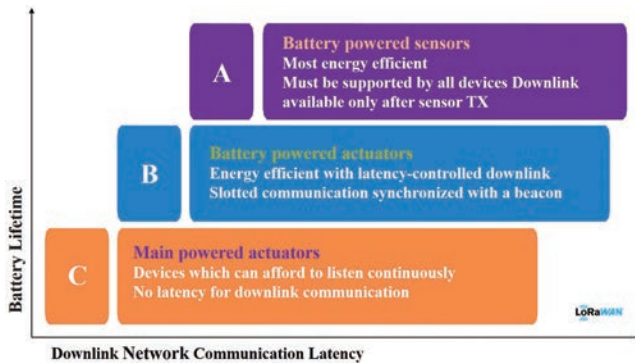 Battery Lifetime
A
Battery powered sensors
Most energy efficient
Must be supported by all devices Downlink
available only after sensor TX
B
Battery powered actuators
Energy efficient with latency-controlled downlink
Slotted communication synchronized with a beacon
C
Main powered actuators
Devices which can afford to listen continuously
No latency for downlink communication
LoRaWAN
Downlink Network Communication Latency